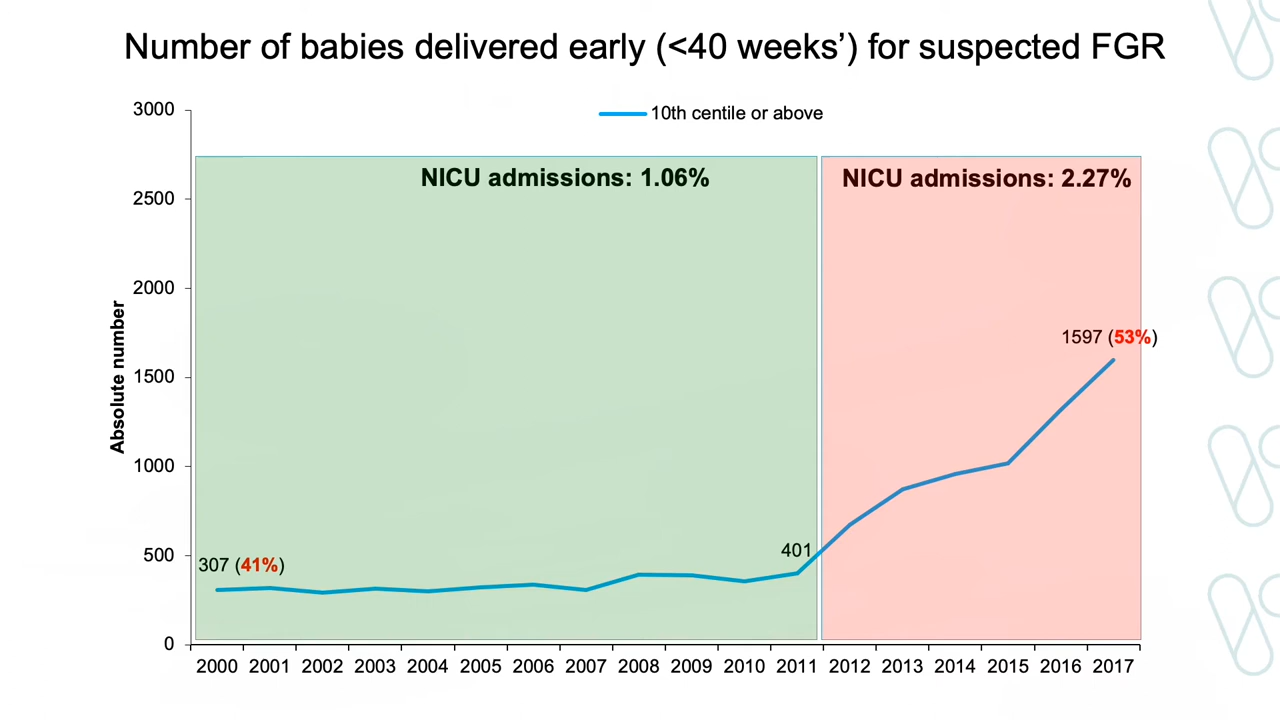 Number of babies delivered early (<40 weeks’) for suspected FGR
10th centile or above
NICU admissions: 1.06%
NICU admissions: 2.27%
Absolute number
3000
2500
2000
1500
1000
500
0
307 (41%)
401
1597 (53%)
2000 2001 2002 2003 2004 2005 2006 2007 2008 2009 2010 2011 2012 2013 2014 2015 2016 2017